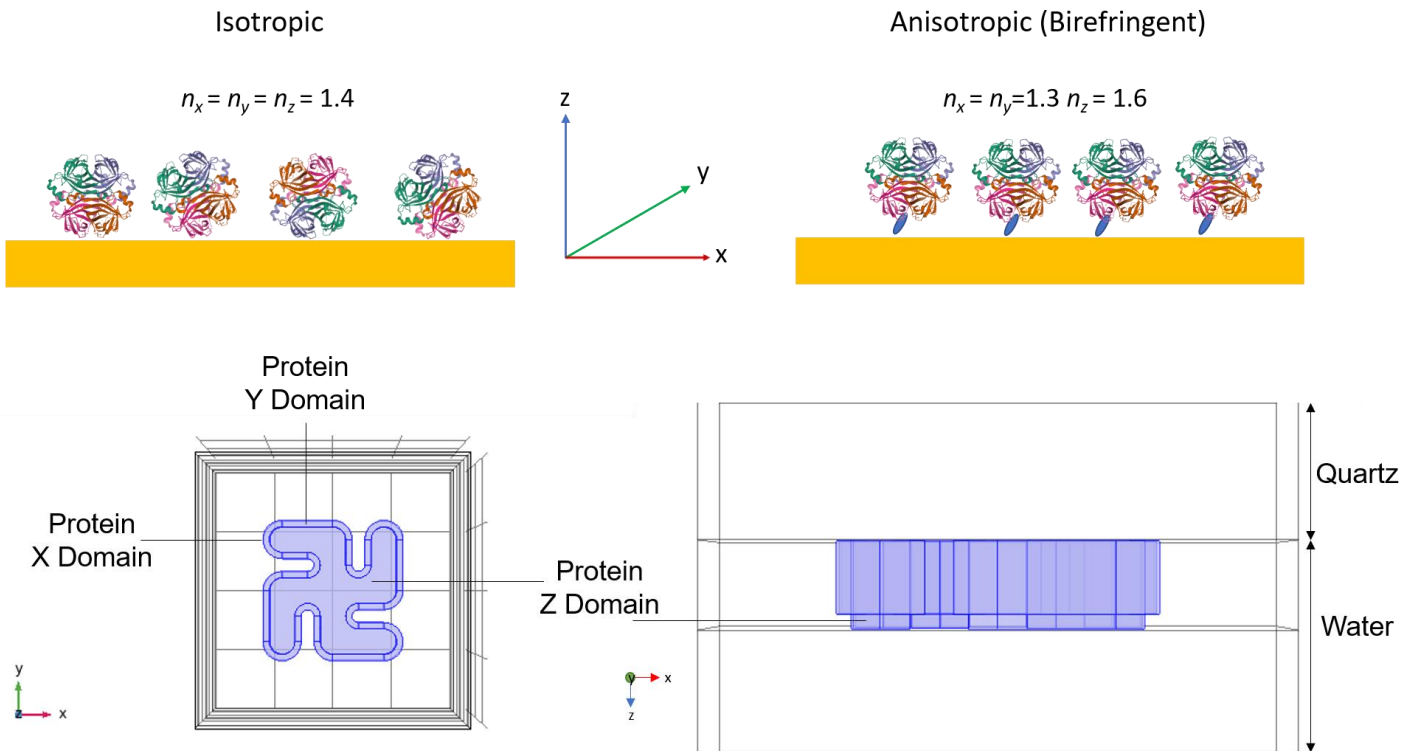 Isotropic
Anisotropic (Birefringent)
nx = ny = nz = 1.4
nx = ny=1.3 nz = 1.6
z
y
x
Protein
Y Domain
Protein
X Domain
Protein
Z Domain
Quartz
Water
y
z
x
y
x
z